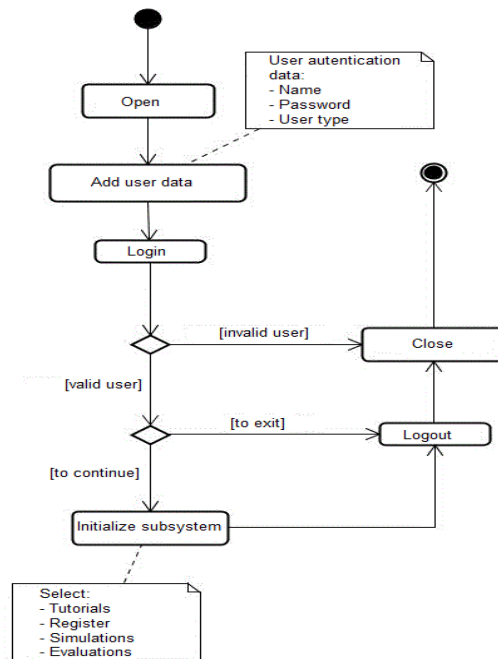 User autentication
data:
- Name
- Password
- User type
Open
Add user data
Login
[invalid user]
Close
[valid user]
[to exit]
Logout
[to continue]
Initialize subsystem
Select:
- Tutorials
- Register
- Simulations
- Evaluations